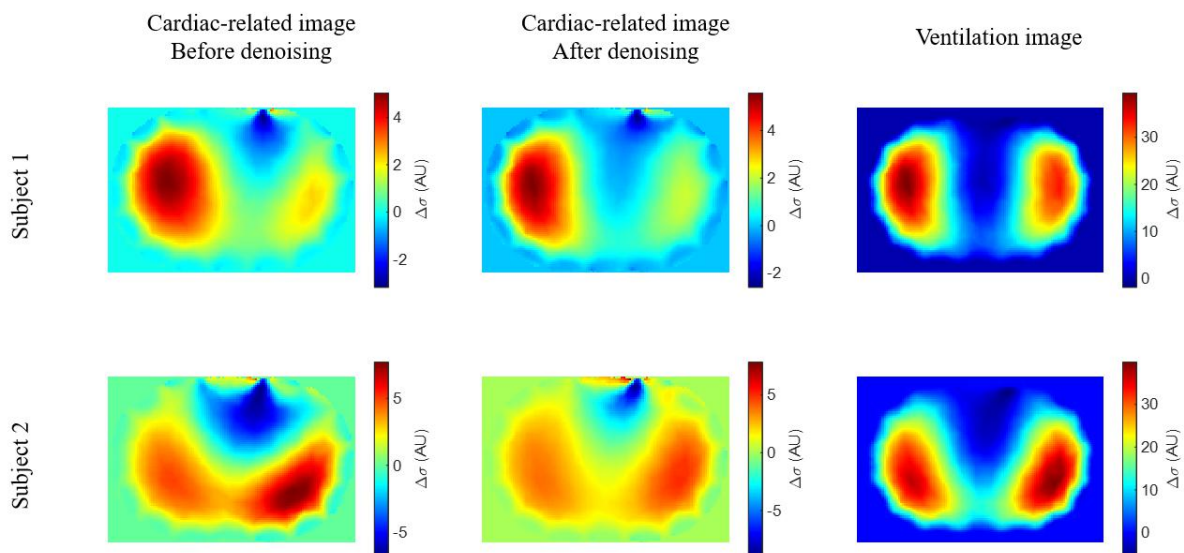 Cardiac-related image
Before denoising
Cardiac-related image
After denoising
Ventilation image
Subject 1
4
2
0
-2
Δσ (AU)
4
2
0
-2
Δσ (AU)
30
20
10
0
Δσ (AU)
Subject 2
5
0
-5
Δσ (AU)
5
0
-5
Δσ (AU)
30
20
10
0
Δσ (AU)